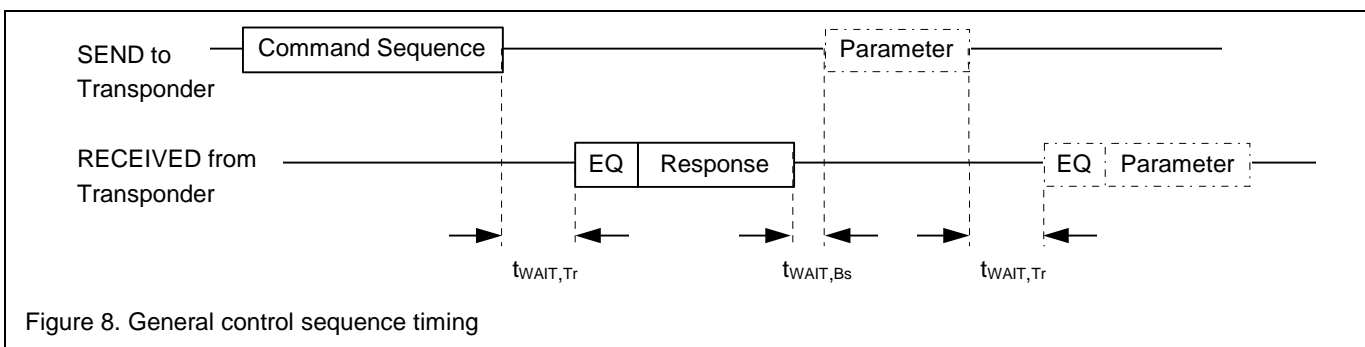 SEND to
Transponder
Command Sequence
Parameter
RECEIVED from
Transponder
EQ
Response
EQ
Parameter
tWAIT,Tr
tWAIT,Bs
tWAIT,Tr
Figure 8. General control sequence timing